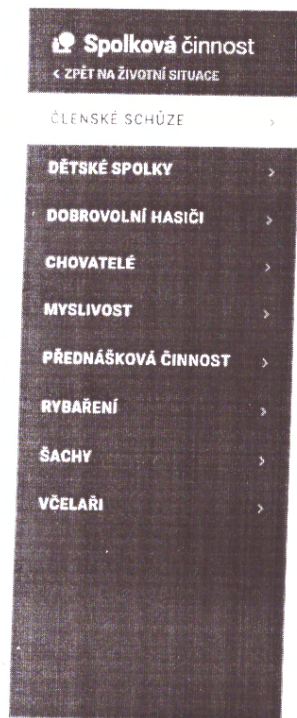 Spolková činnost
< ZPĚT NA ŽIVOTNÍ SITUACE
ČLENSKÉ SCHŮZE >
DĚTSKÉ SPOLKY >
DOBROVOLNÍ HASIČI >
CHOVATELÉ >
MYSLIVOST >
PŘEDNÁŠKOVÁ ČINNOST >
RYBAŘENÍ >
ŠACHY >
VČELAŘI >